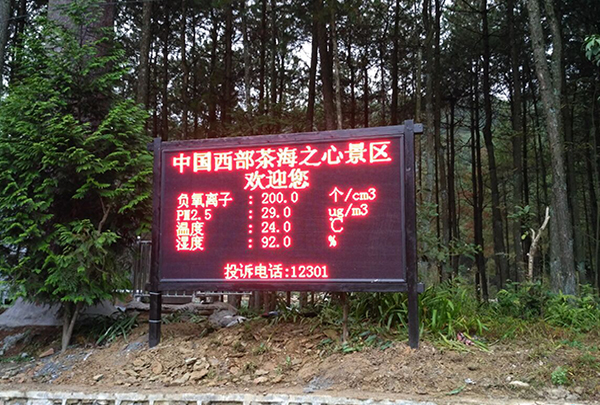 中国西部茶海之心景区
欢迎您
负氧离子 : 200.0 个/cm3
PM2.5 : 29.0 ug/m3
温度 : 24.0 ℃
湿度 : 92.0 %
投诉电话:12301